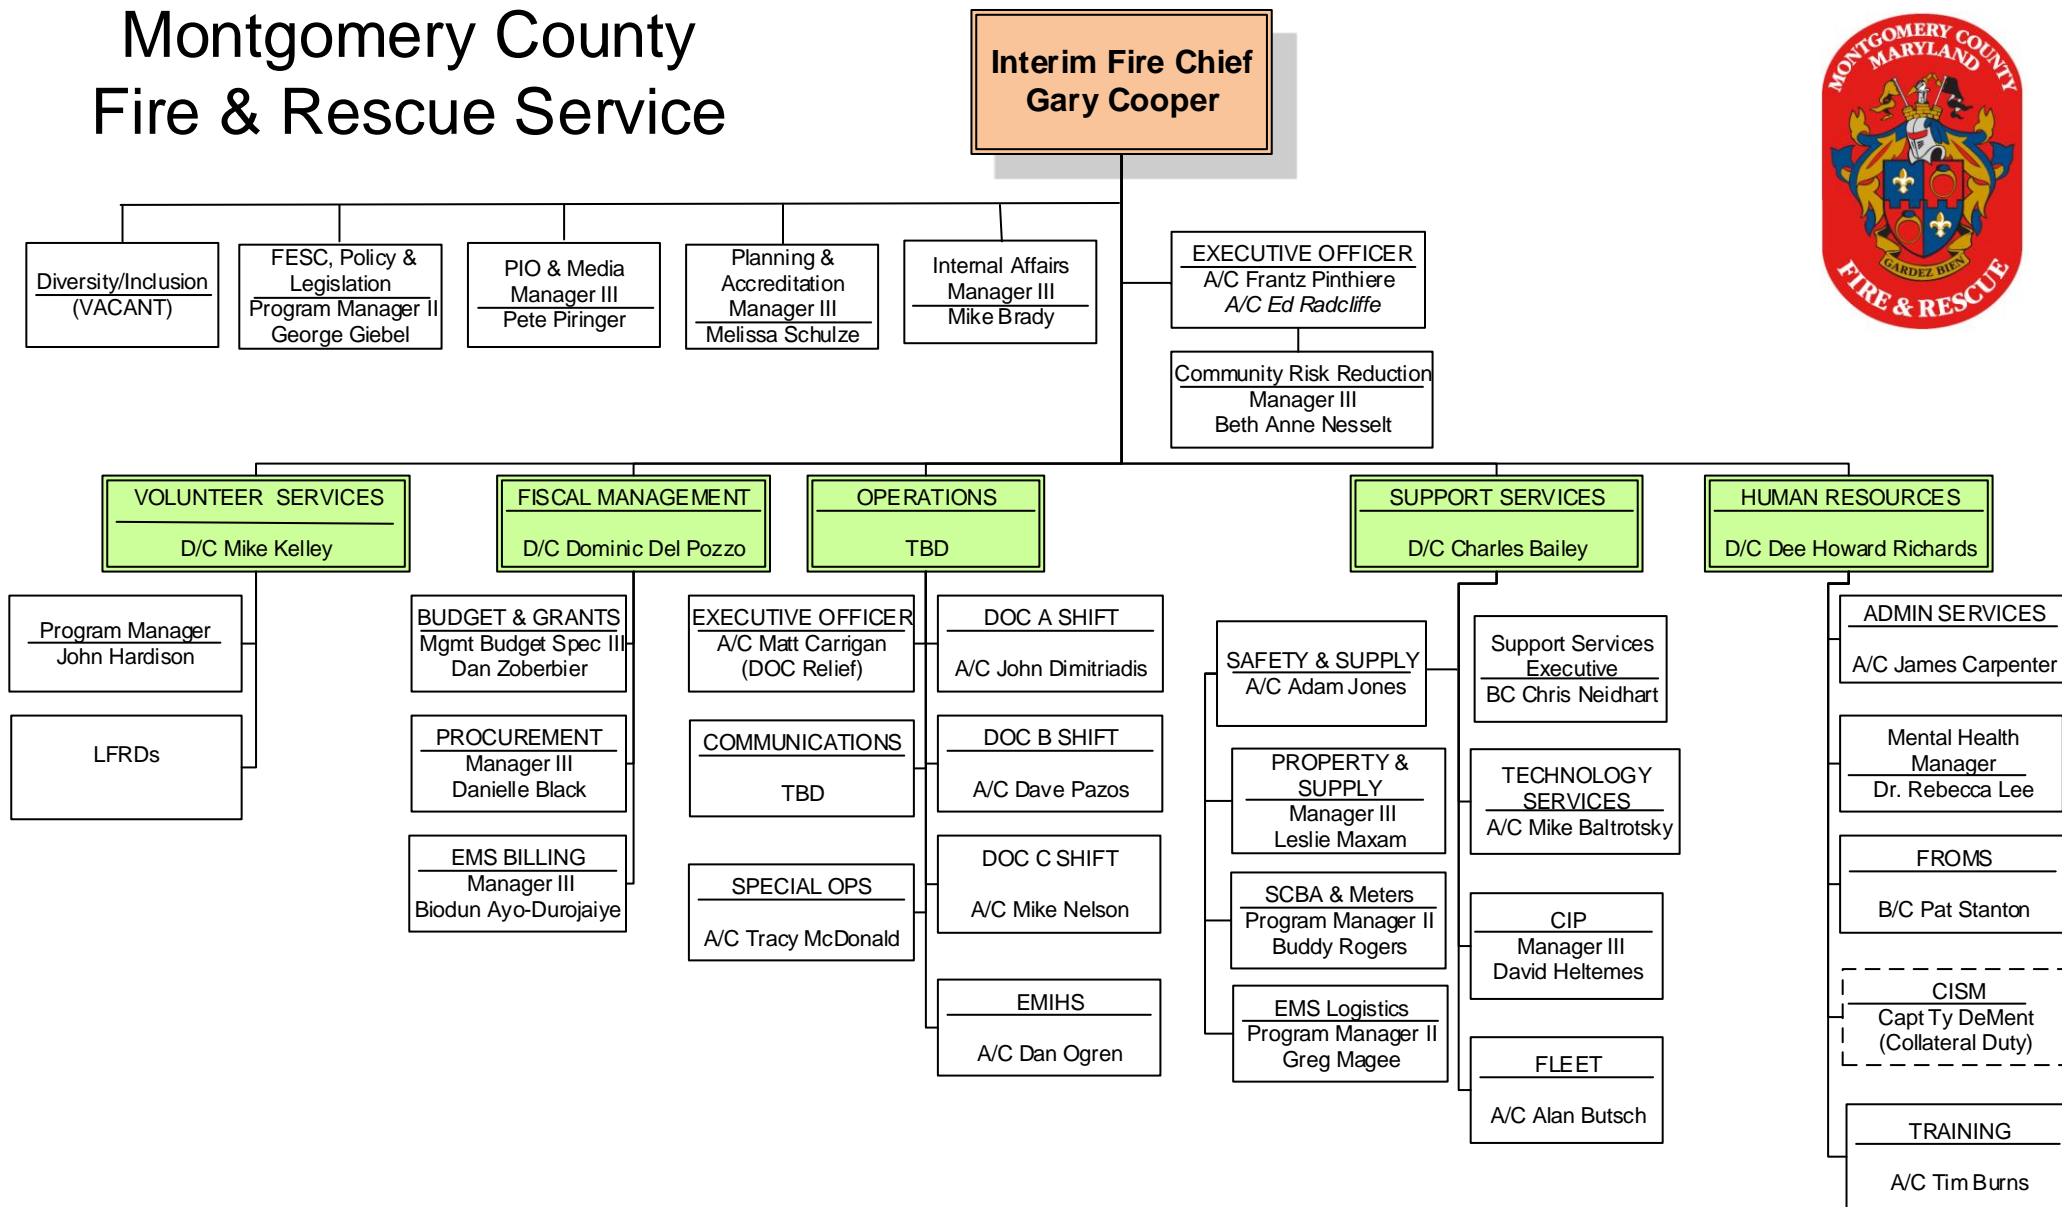 Montgomery County
Fire & Rescue Service
Interim Fire Chief
Gary Cooper
MONTGOMERY COUNTY
MARYLAND
GARDEZ BIEN
FIRE & RESCUE
Diversity/Inclusion
(VACANT)
FESC, Policy &
Legislation
Program Manager II
George Giebel
PIO & Media
Manager III
Pete Piringer
Planning &
Accreditation
Manager III
Melissa Schulze
Internal Affairs
Manager III
Mike Brady
EXECUTIVE OFFICER
A/C Frantz Pinthiere
A/C Ed Radcliffe
Community Risk Reduction
Manager III
Beth Anne Nesselt
VOLUNTEER SERVICES
D/C Mike Kelley
FISCAL MANAGEMENT
D/C Dominic Del Pozzo
OPERATIONS
TBD
SUPPORT SERVICES
D/C Charles Bailey
HUMAN RESOURCES
D/C Dee Howard Richards
Program Manager
John Hardison
LFRDs
BUDGET & GRANTS
Mgmt Budget Spec III
Dan Zoberbier
PROCUREMENT
Manager III
Danielle Black
EMS BILLING
Manager III
Biodun Ayo-Durojaiye
EXECUTIVE OFFICER
A/C Matt Carrigan
(DOC Relief)
COMMUNICATIONS
TBD
SPECIAL OPS
A/C Tracy McDonald
DOC A SHIFT
A/C John Dimitriadis
DOC B SHIFT
A/C Dave Pazos
DOC C SHIFT
A/C Mike Nelson
EMIHS
A/C Dan Ogren
SAFETY & SUPPLY
A/C Adam Jones
PROPERTY &
SUPPLY
Manager III
Leslie Maxam
SCBA & Meters
Program Manager II
Buddy Rogers
EMS Logistics
Program Manager II
Greg Magee
Support Services
Executive
BC Chris Neidhart
TECHNOLOGY
SERVICES
A/C Mike Baltrotsky
CIP
Manager III
David Heltemes
FLEET
A/C Alan Butsch
ADMIN SERVICES
A/C James Carpenter
Mental Health
Manager
Dr. Rebecca Lee
FROMS
B/C Pat Stanton
CISM
Capt Ty DeMent
(Collateral Duty)
TRAINING
A/C Tim Burns